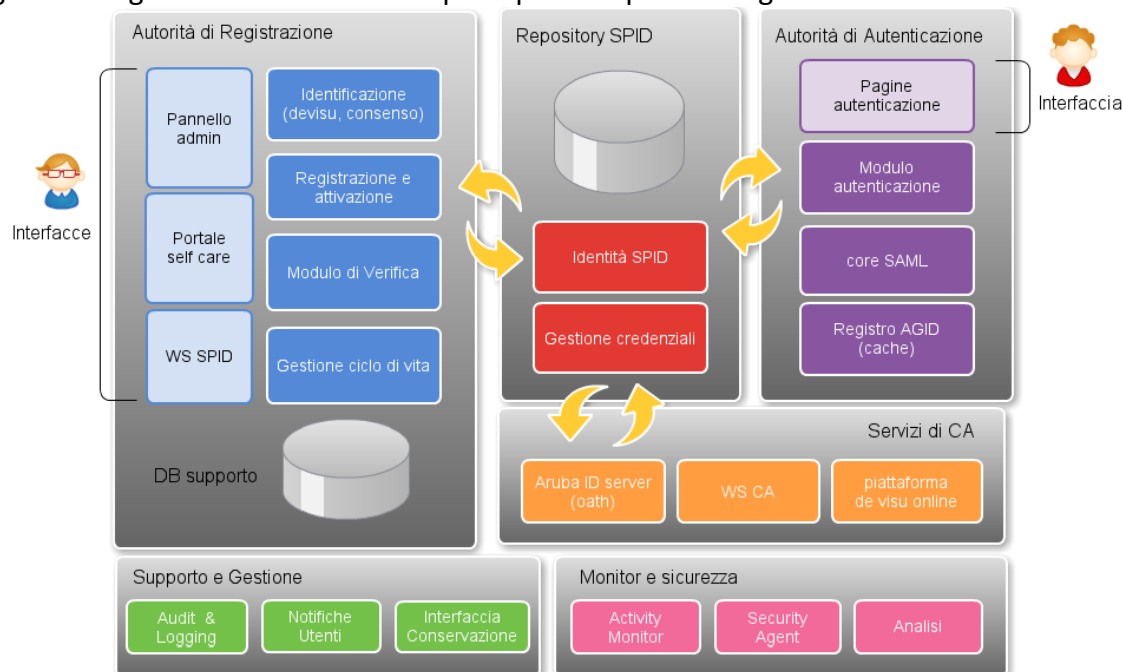 Autorità di Registrazione
Pannello
admin
Portale
self care
WS SPID
Identificazione
(devisu, consenso)
Registrazione e
attivazione
Modulo di Verifica
Gestione ciclo di vita
DB supporto
Interfacce
Repository SPID
Identità SPID
Gestione credenziali
Autorità di Autenticazione
Pagine
autenticazione
Modulo
autenticazione
core SAML
Registro AGID
(cache)
Interfaccia
Servizi di CA
Aruba ID server
(oath)
WS CA
piattaforma
de visu online
Supporto e Gestione
Audit &
Logging
Notifiche
Utenti
Interfaccia
Conservazione
Monitor e sicurezza
Activity
Monitor
Security
Agent
Analisi